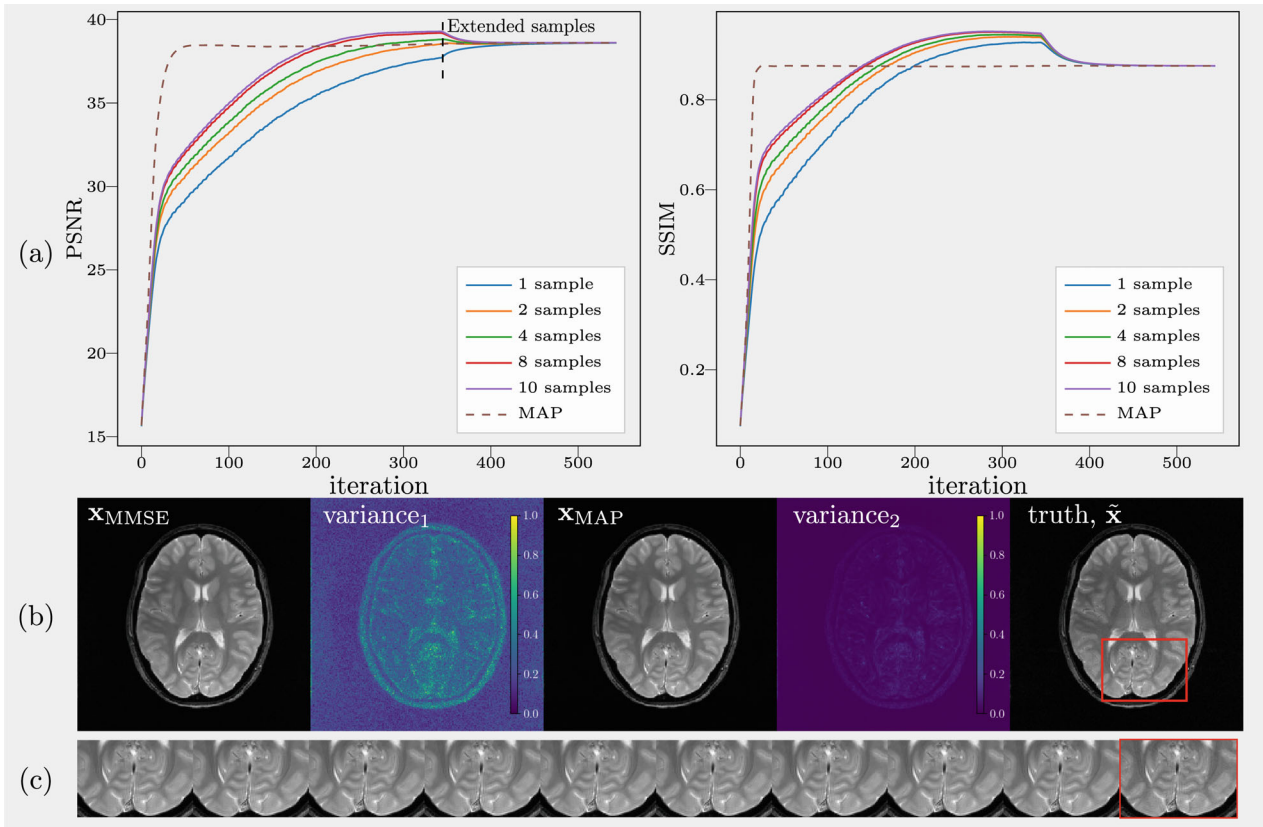 (a)
PSNR
40
35
30
25
20
15
0 100 200 300 400 500
iteration
Extended samples
1 sample
2 samples
4 samples
8 samples
10 samples
MAP
SSIM
0.8
0.6
0.4
0.2
0 100 200 300 400 500
iteration
1 sample
2 samples
4 samples
8 samples
10 samples
MAP
(b)
xMMSE
variance1
1.0
0.8
0.6
0.4
0.2
0.0
xMAP
variance2
1.0
0.8
0.6
0.4
0.2
0.0
truth, x̃
(c)